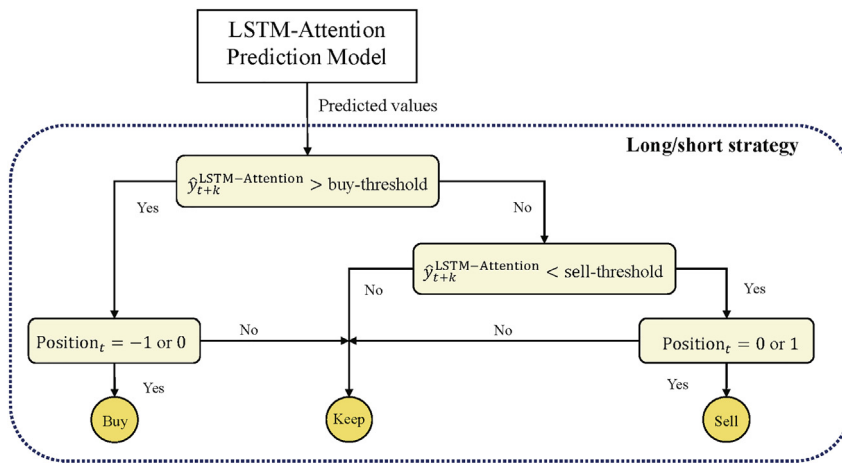 LSTM-Attention
Prediction Model
Predicted values
Long/short strategy
ŷ_{t+k}^{LSTM−Attention} > buy-threshold
Yes
No
ŷ_{t+k}^{LSTM−Attention} < sell-threshold
No
Yes
Position_t = −1 or 0
No
No
Position_t = 0 or 1
Yes
Yes
Buy
Keep
Sell